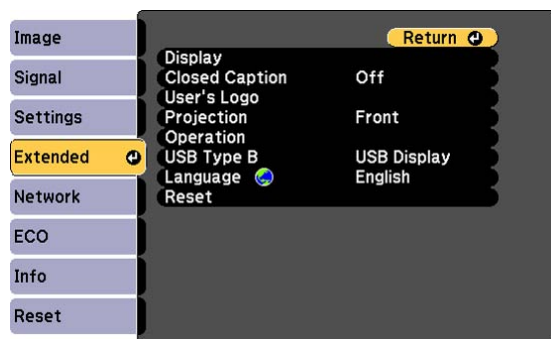 Image
Signal
Settings
Extended
Network
ECO
Info
Reset
Return
Display
Closed Caption Off
User's Logo
Projection Front
Operation
USB Type B USB Display
Language English
Reset